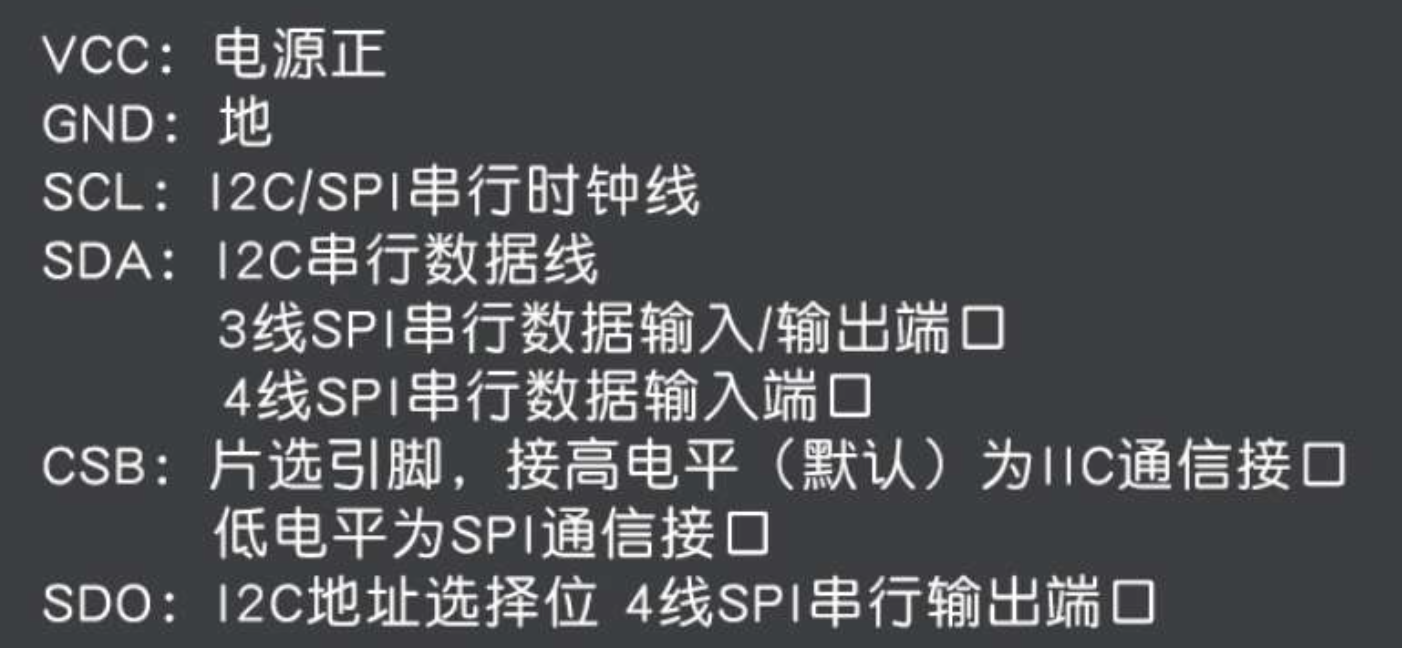 VCC：电源正
GND：地
SCL：I2C/SPI串行时钟线
SDA：I2C串行数据线
3线SPI串行数据输入/输出端口
4线SPI串行数据输入端口
CSB：片选引脚，接高电平（默认）为IIC通信接口
低电平为SPI通信接口
SDO：I2C地址选择位 4线SPI串行输出端口